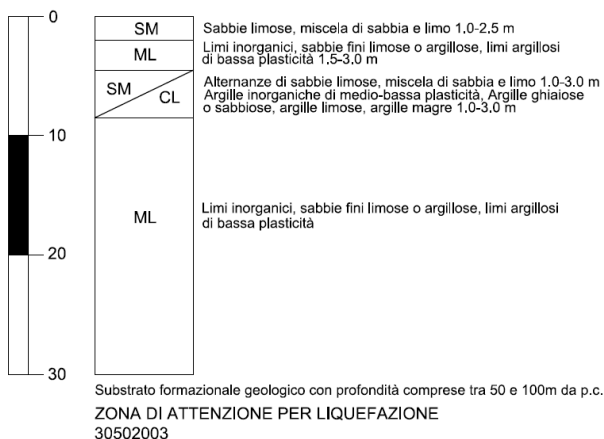 0
SM
Sabbie limose, miscela di sabbia e limo 1.0-2.5 m
ML
Limi inorganici, sabbie fini limose o argillose, limi argillosi
di bassa plasticità 1.5-3.0 m
SM
CL
Alternanze di sabbie limose, miscela di sabbia e limo 1.0-3.0 m
Argille inorganiche di medio-bassa plasticità, Argille ghiaiose
o sabbiose, argille limose, argille magre 1.0-3.0 m
10
ML
Limi inorganici, sabbie fini limose o argillose, limi argillosi
di bassa plasticità
20
30
Substrato formazionale geologico con profondità comprese tra 50 e 100m da p.c.
ZONA DI ATTENZIONE PER LIQUEFAZIONE
30502003